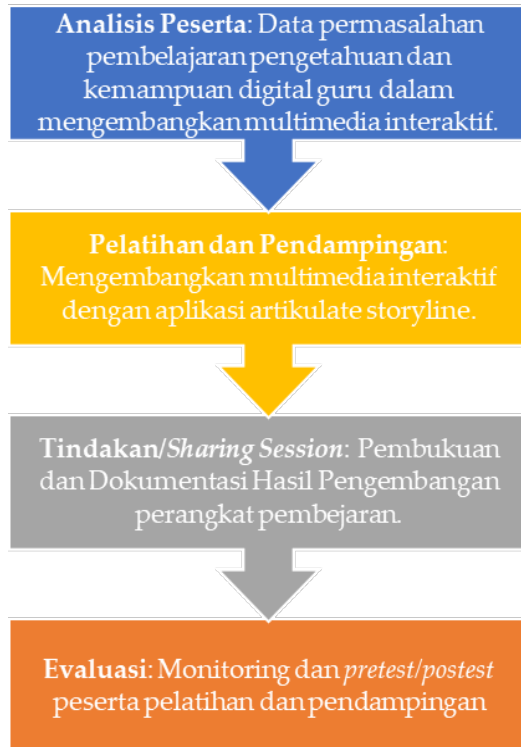 Analisis Peserta: Data permasalahan
pembelajaran pengetahuan dan
kemampuan digital guru dalam
mengembangkan multimedia interaktif.
Pelatihan dan Pendampingan:
Mengembangkan multimedia interaktif
dengan aplikasi artikulate storyline.
Tindakan/Sharing Session: Pembukuan
dan Dokumentasi Hasil Pengembangan
perangkat pembejaran.
Evaluasi: Monitoring dan pretest/postest
peserta pelatihan dan pendampingan